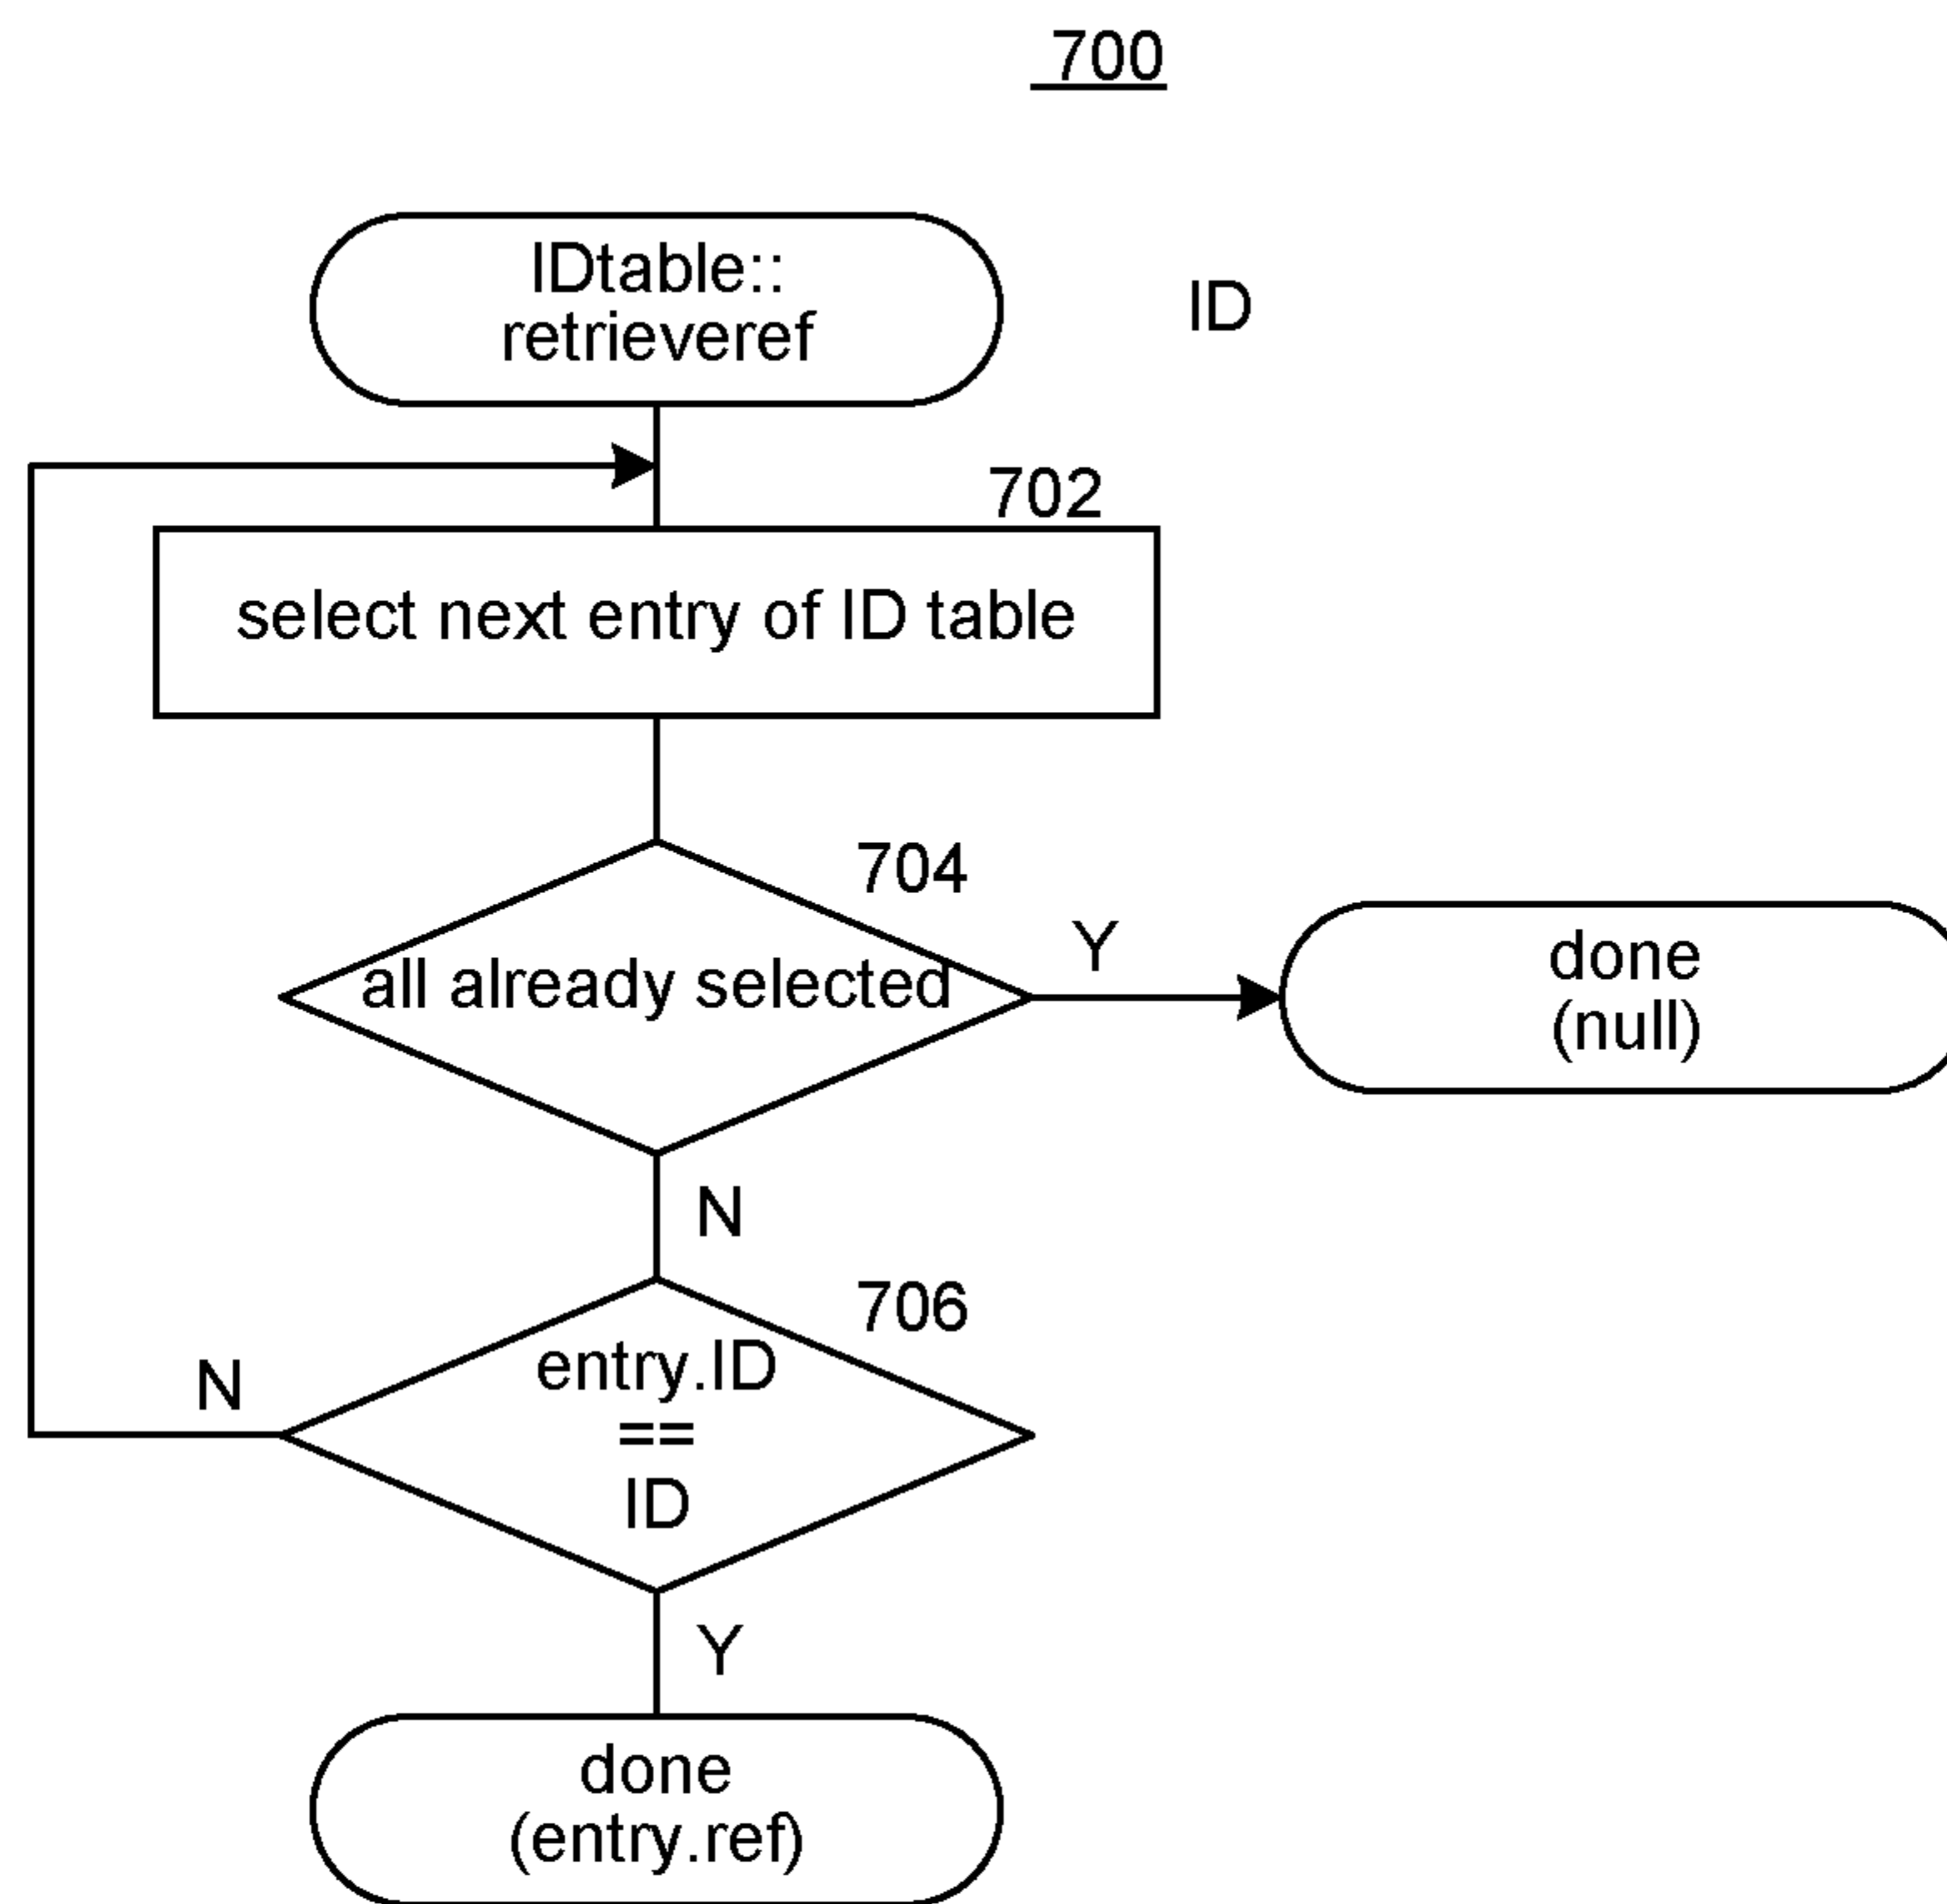 700
IDtable::
retrieveref
ID
702
select next entry of ID table
704
all already selected
Y
done
(null)
N
706
entry.ID
==
ID
N
Y
done
(entry.ref)